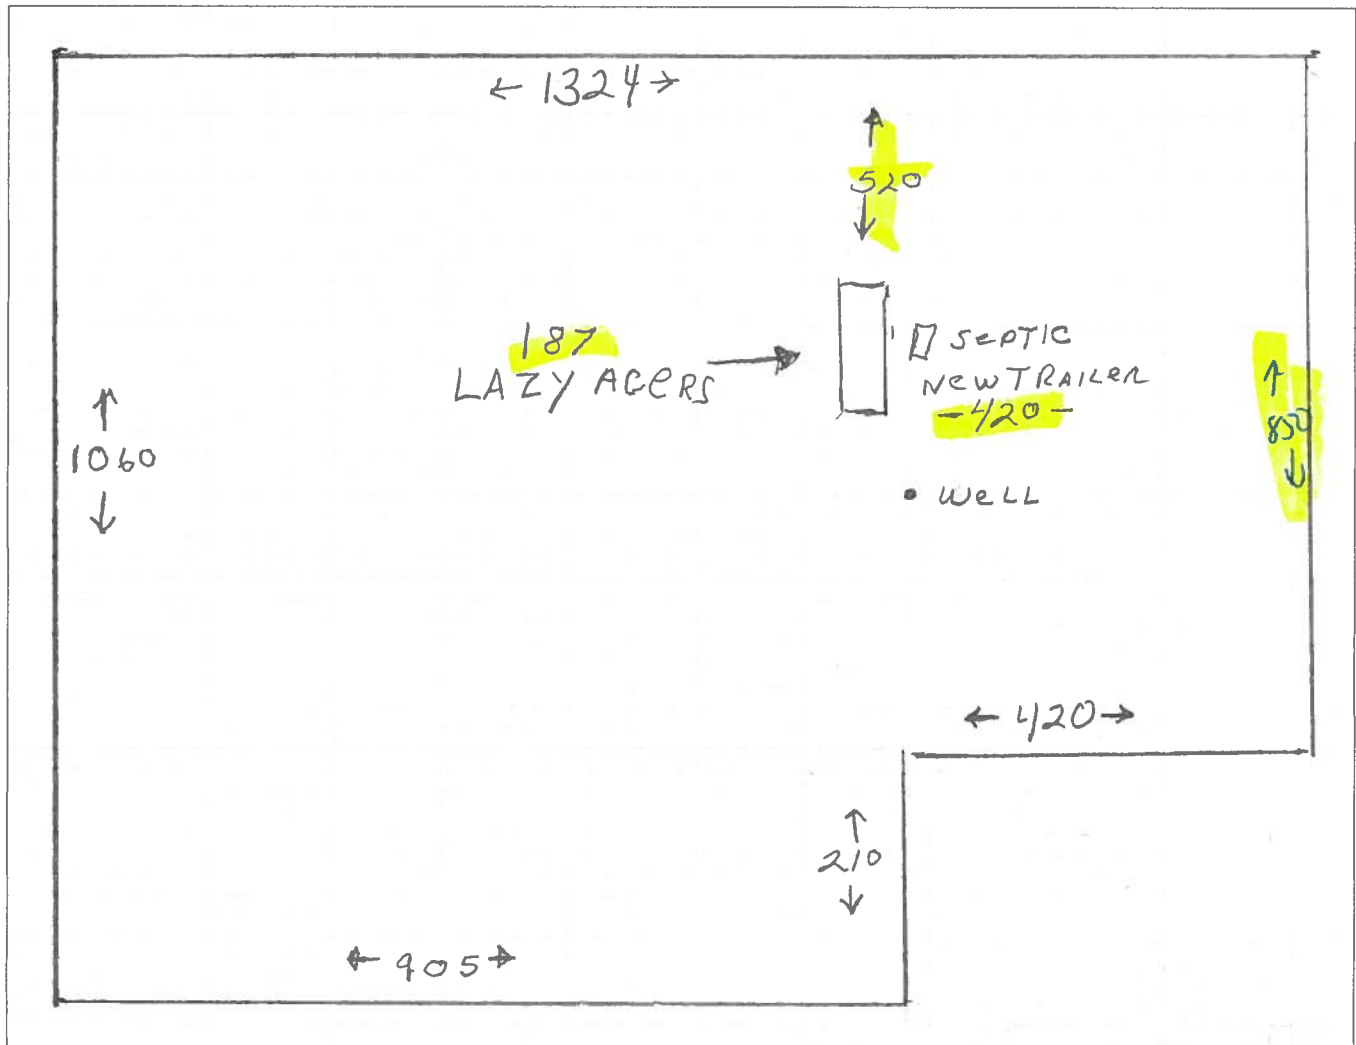 ← 1324 →
520
187
LAZY ACERS
SEPTIC
NEW TRAILER
-420-
850
1060
• WELL
← 420 →
210
← 905 →